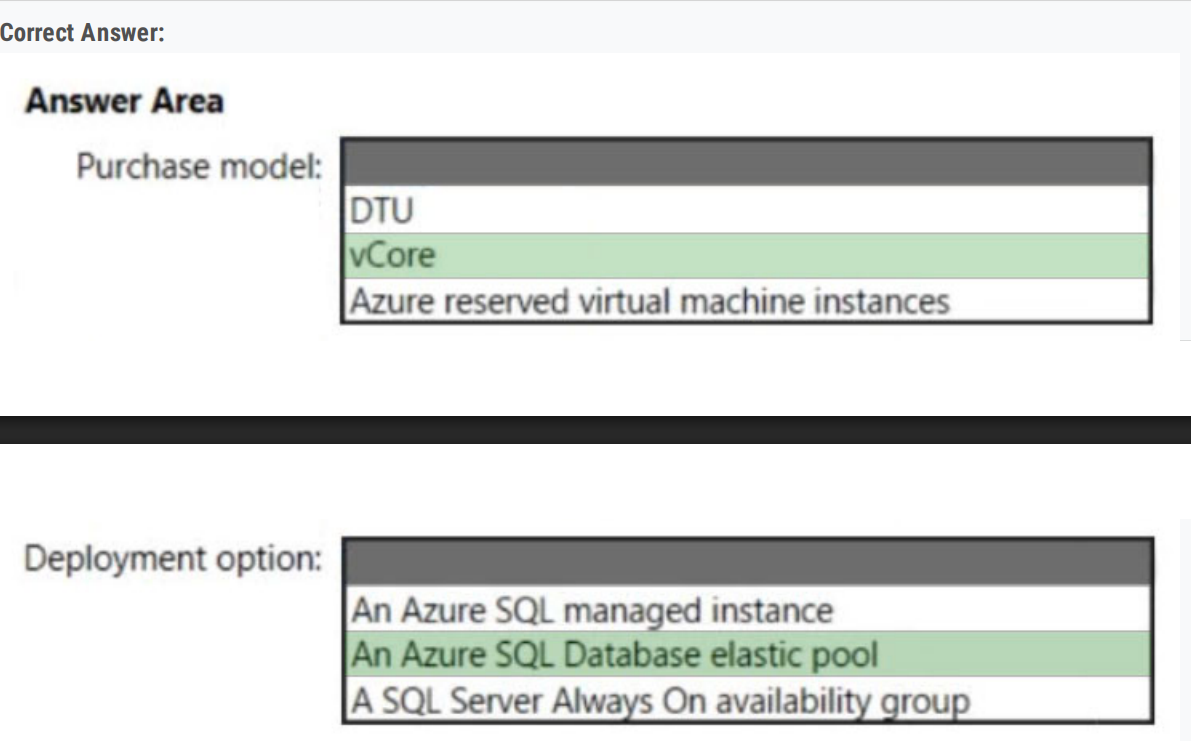 Correct Answer:
Answer Area
Purchase model:
DTU
vCore
Azure reserved virtual machine instances
Deployment option:
An Azure SQL managed instance
An Azure SQL Database elastic pool
A SQL Server Always On availability group